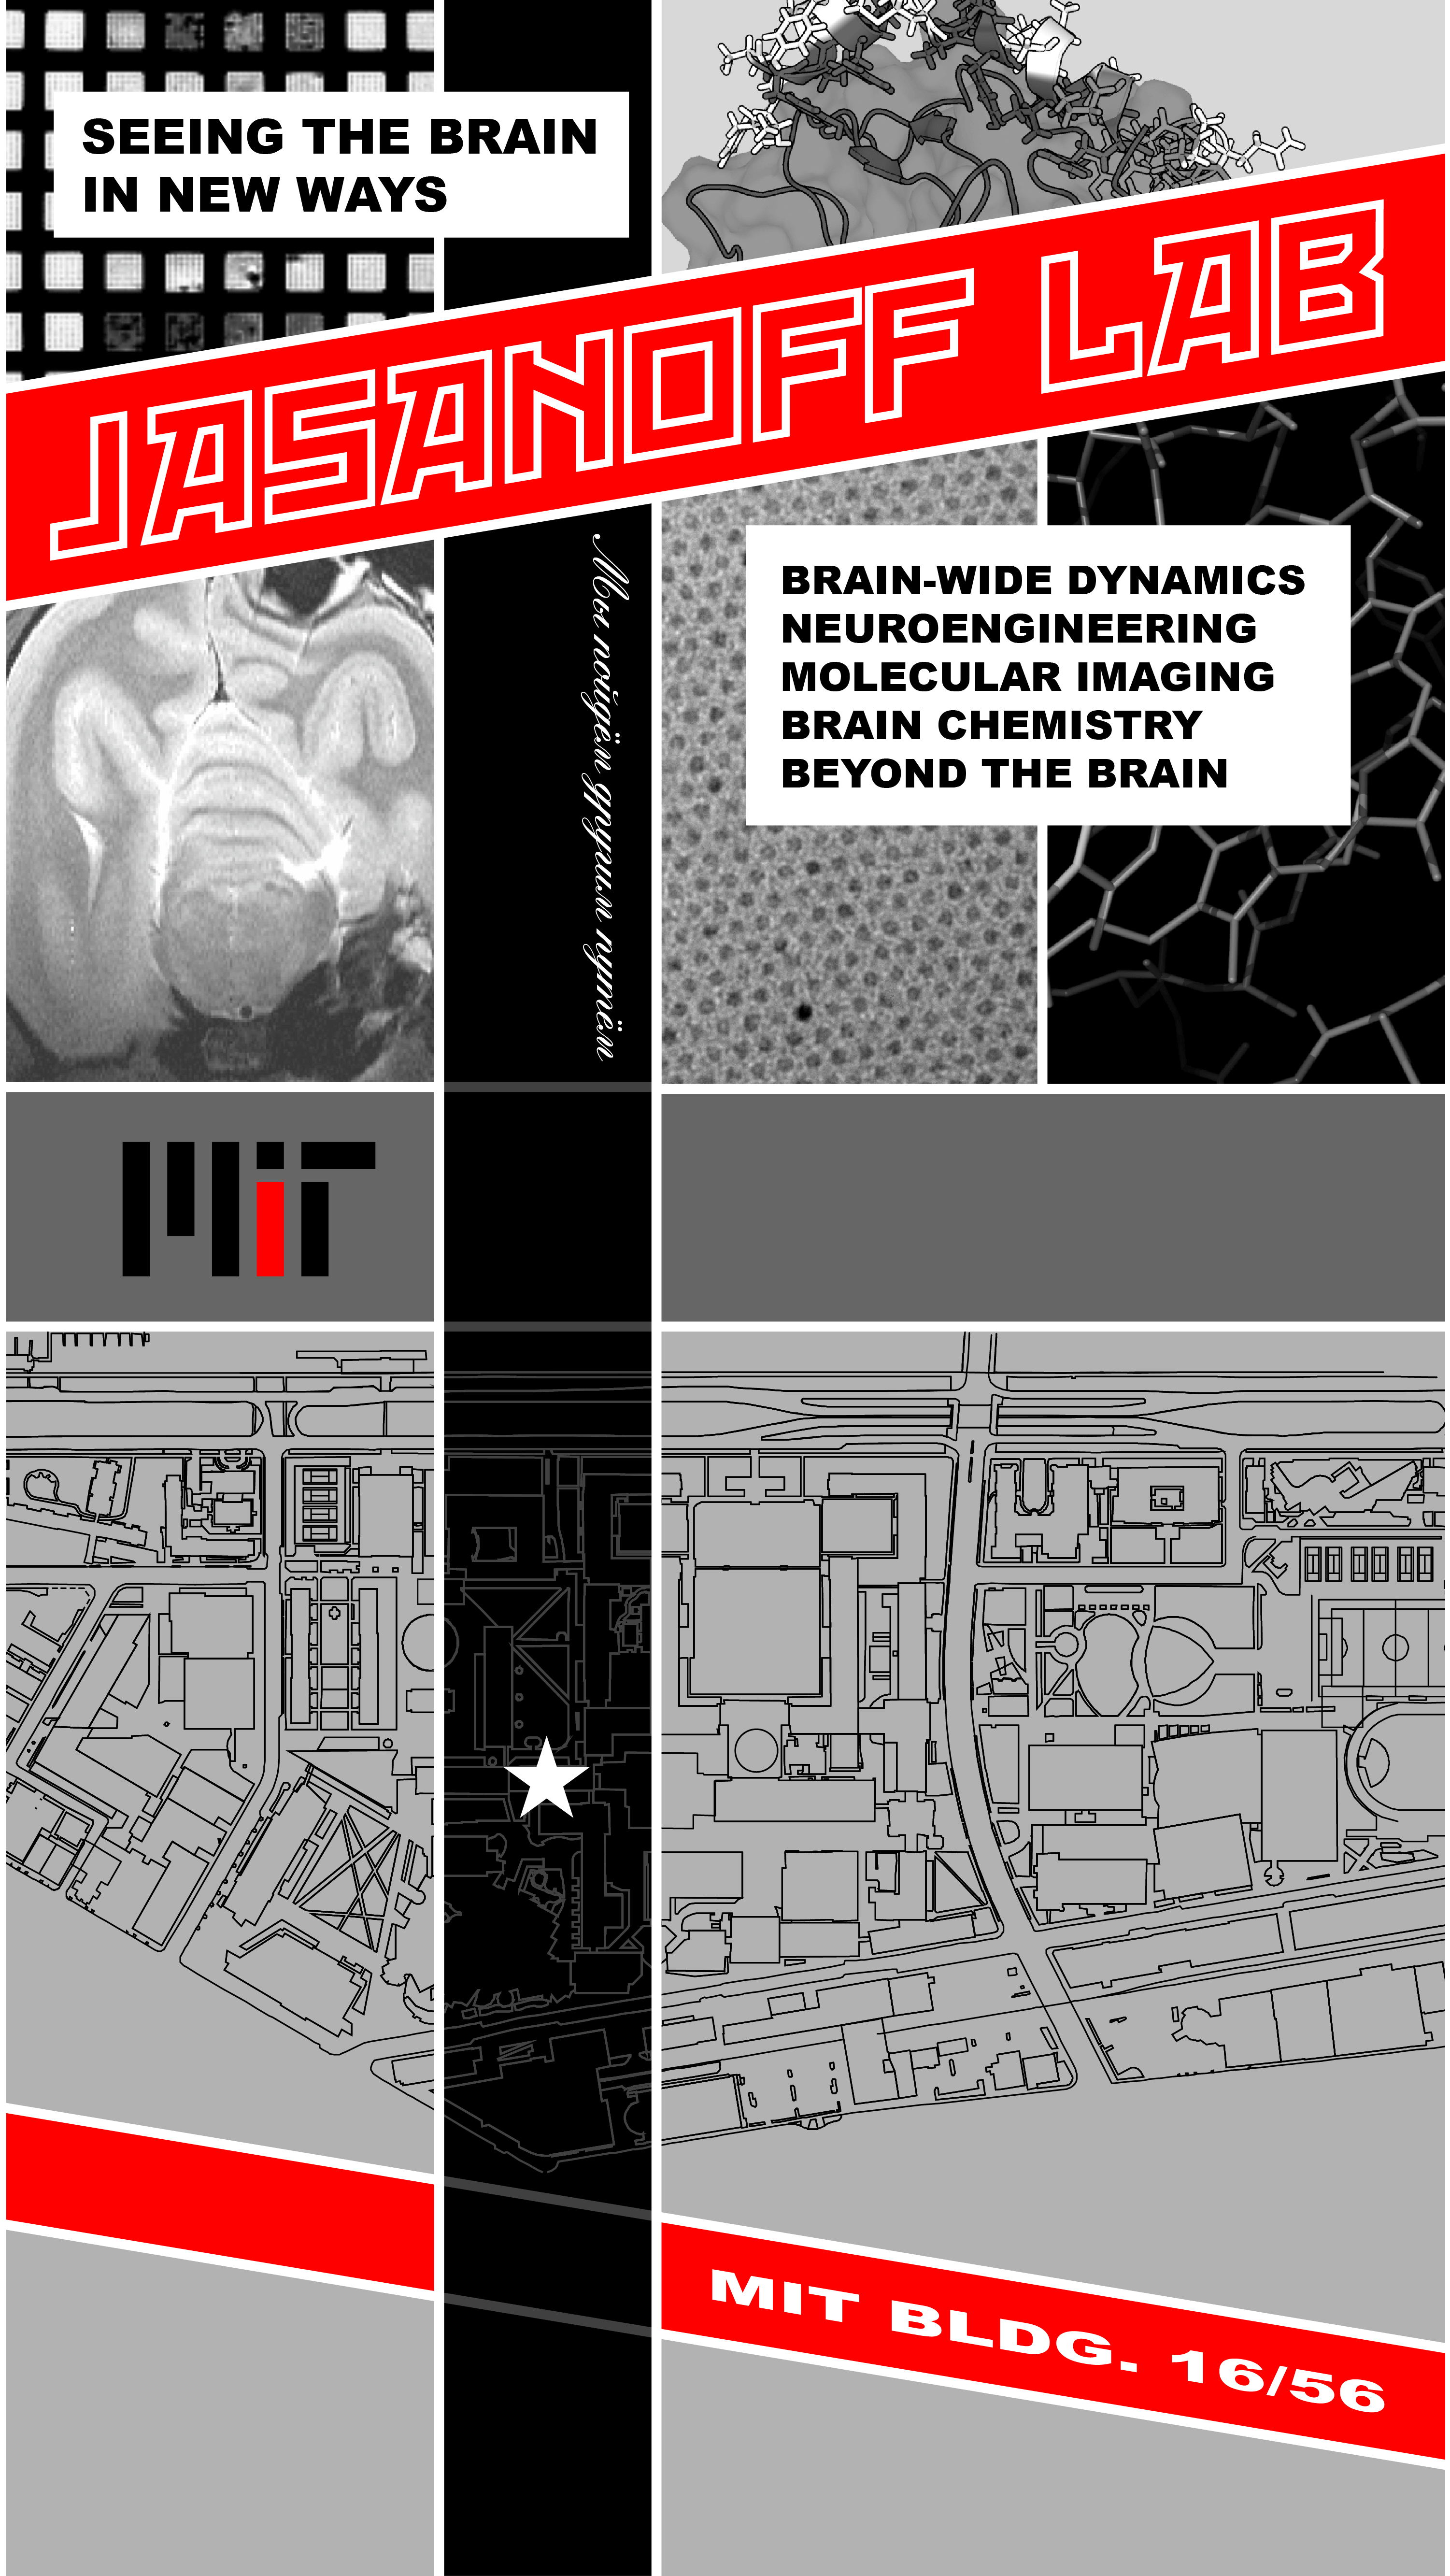 SEEING THE BRAIN
IN NEW WAYS
JASANOFF LAB
Мы пойдём другим путём
BRAIN-WIDE DYNAMICS
NEUROENGINEERING
MOLECULAR IMAGING
BRAIN CHEMISTRY
BEYOND THE BRAIN
MIT
MIT BLDG. 16/56